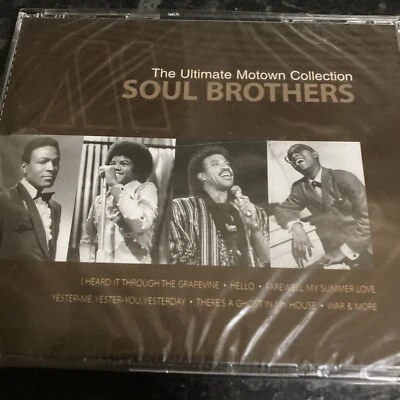 The Ultimate Motown Collection
SOUL BROTHERS
I HEARD IT THROUGH THE GRAPEVINE • HELLO • FAREWELL MY SUMMER LOVE
YESTER-ME, YESTER-YOU, YESTERDAY • THERE'S A GHOST IN MY HOUSE • WAR & MORE